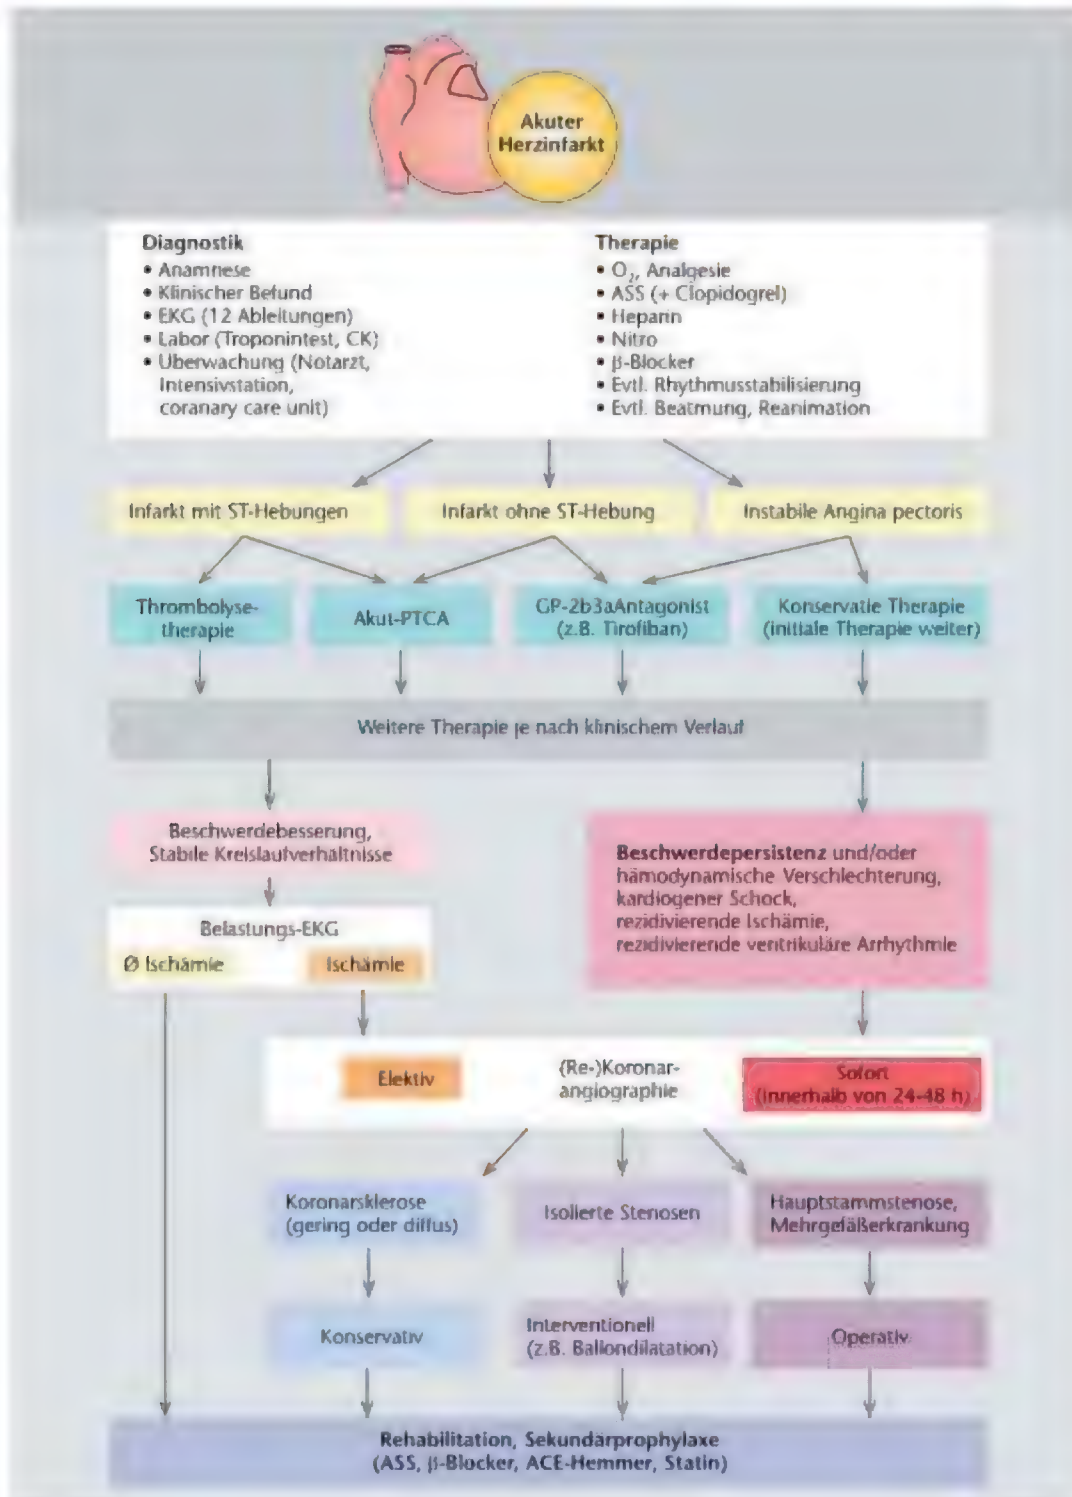 Akuter
Herzinfarkt
Diagnostik
• Anamnese
• Klinischer Befund
• EKG (12 Ableitungen)
• Labor (Troponintest, CK)
• Überwachung (Notarzt,
Intensivstation,
coranary care unit)
Therapie
• O₂, Analgesie
• ASS (+ Clopidogrel)
• Heparin
• Nitro
• β-Blocker
• Evtl. Rhythmusstabilisierung
• Evtl. Beatmung, Reanimation
Infarkt mit ST-Hebungen
Infarkt ohne ST-Hebung
Instabile Angina pectoris
Thrombolyse-
therapie
Akut-PTCA
GP-2b3aAntagonist
(z.B. Tirofiban)
Konservatie Therapie
(initiale Therapie weiter)
Weitere Therapie je nach klinischem Verlauf
Beschwerdebesserung,
Stabile Kreislaufverhältnisse
Beschwerdepersistenz und/oder
hämodynamische Verschlechterung,
kardiogener Schock,
rezidivierende Ischämie,
rezidivierende ventrikuläre Arrhythmie
Belastungs-EKG
Ø Ischämie
Ischämie
Elektiv
(Re-)Koronar-
angiographie
Sofort
(innerhalb von 24-48 h)
Koronarsklerose
(gering oder diffus)
Isolierte Stenosen
Hauptstammstenose,
Mehrgefäßerkrankung
Konservativ
Interventionell
(z.B. Ballondilatation)
Operativ
Rehabilitation, Sekundärprophylaxe
(ASS, β-Blocker, ACE-Hemmer, Statin)